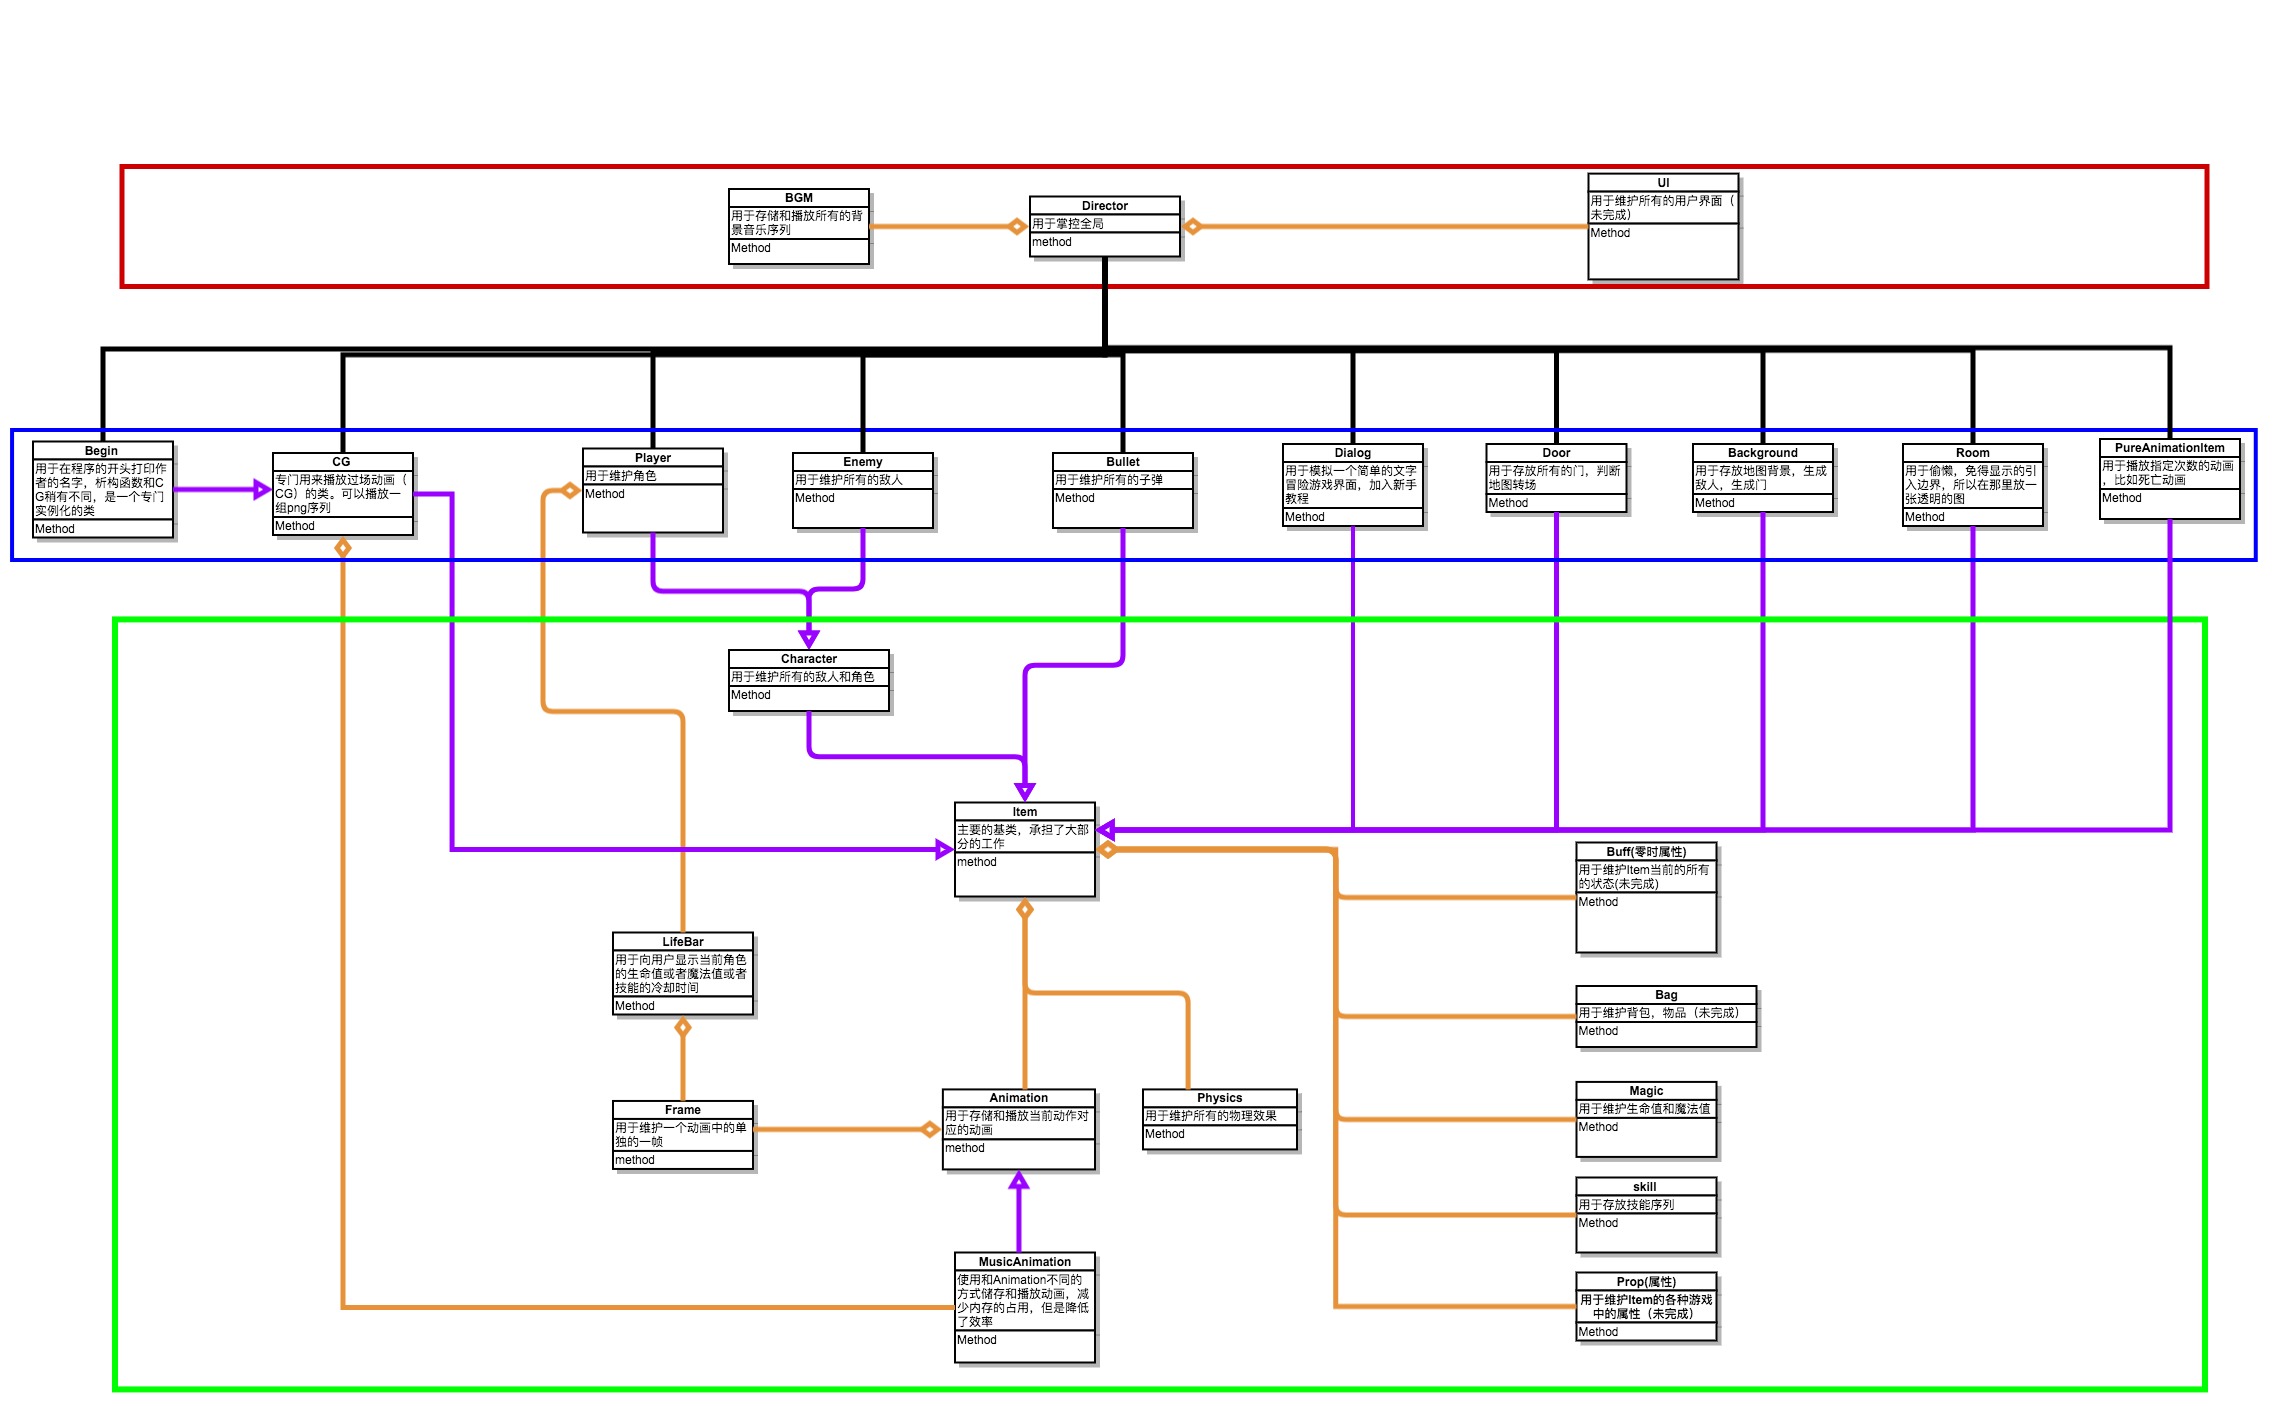 BGM
用于存储和播放所有的背
景音乐序列
Method
Director
用于掌控全局
method
UI
用于维护所有的用户界面（
未完成）
Method
Begin
用于在程序的开头打印作
者的名字，析构函数和C
G稍有不同，是一个专门
实例化的类
Method
CG
专门用来播放过场动画（
CG）的类。可以播放一
组png序列
Method
Player
用于维护角色
Method
Enemy
用于维护所有的敌人
Method
Bullet
用于维护所有的子弹
Method
Dialog
用于模拟一个简单的文字
冒险游戏界面，加入新手
教程
Method
Door
用于存放所有的门，判断
地图转场
Method
Background
用于存放地图背景，生成
敌人，生成门
Method
Room
用于偷懒，免得显示的引
入边界，所以在那里放一
张透明的图
Method
PureAnimationItem
用于播放指定次数的动画
，比如死亡动画
Method
Character
用于维护所有的敌人和角色
Method
Item
主要的基类，承担了大部
分的工作
method
Buff(零时属性)
用于维护Item当前的所有
的状态(未完成)
Method
LifeBar
用于向用户显示当前角色
的生命值或者魔法值或者
技能的冷却时间
Method
Bag
用于维护背包，物品（未完成）
Method
Frame
用于维护一个动画中的单
独的一帧
method
Animation
用于存储和播放当前动作对
应的动画
method
Physics
用于维护所有的物理效果
Method
Magic
用于维护生命值和魔法值
Method
skill
用于存放技能序列
Method
MusicAnimation
使用和Animation不同的
方式储存和播放动画，减
少内存的占用，但是降低
了效率
Method
Prop(属性)
用于维护Item的各种游戏
中的属性（未完成）
Method